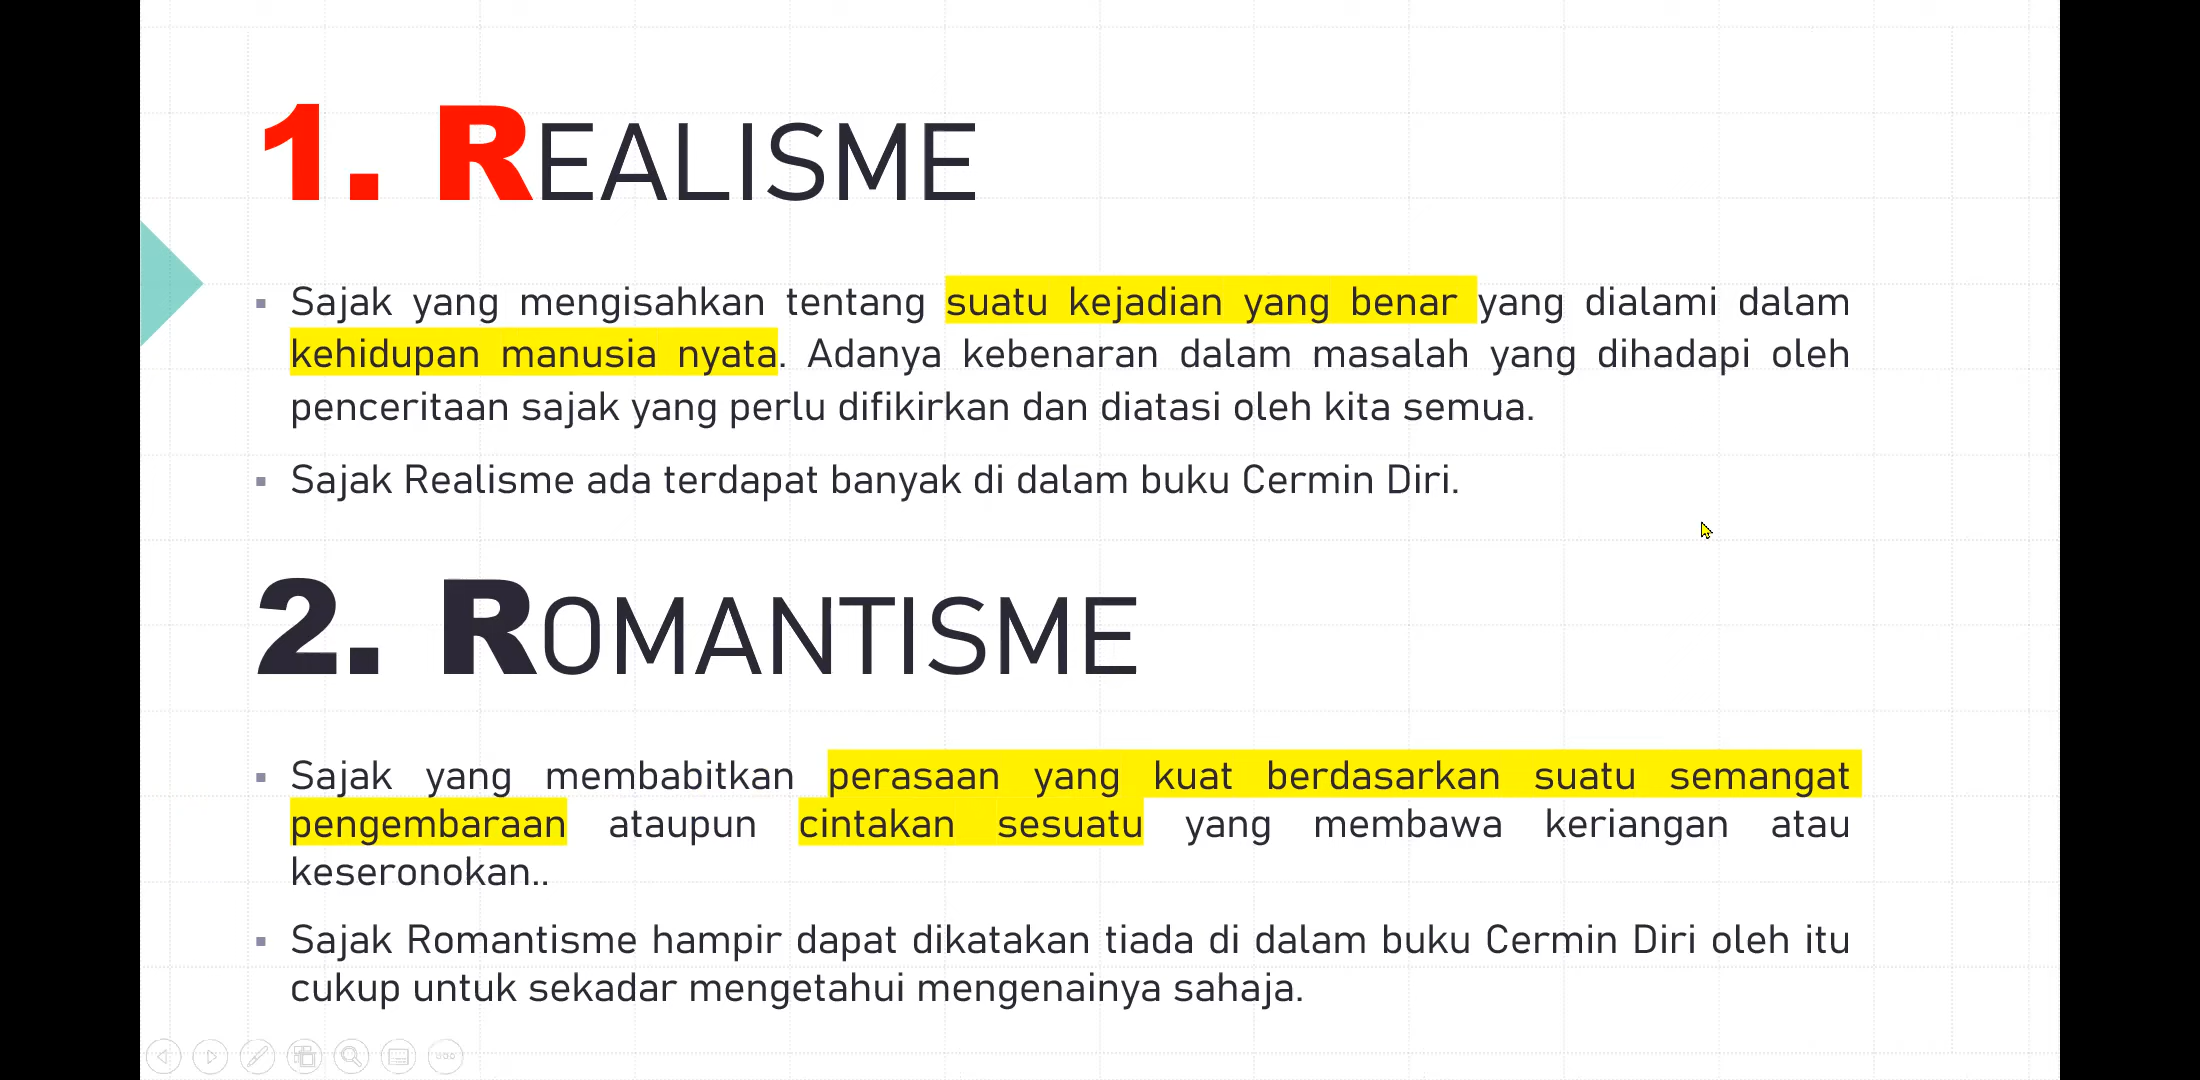 1. REALISME
Sajak yang mengisahkan tentang suatu kejadian yang benar yang dialami dalam
kehidupan manusia nyata. Adanya kebenaran dalam masalah yang dihadapi oleh
penceritaan sajak yang perlu difikirkan dan diatasi oleh kita semua.
Sajak Realisme ada terdapat banyak di dalam buku Cermin Diri.
2. ROMANTISME
Sajak yang membabitkan perasaan yang kuat berdasarkan suatu semangat
pengembaraan ataupun cintakan sesuatu yang membawa keriangan atau
keseronokan..
Sajak Romantisme hampir dapat dikatakan tiada di dalam buku Cermin Diri oleh itu
cukup untuk sekadar mengetahui mengenainya sahaja.